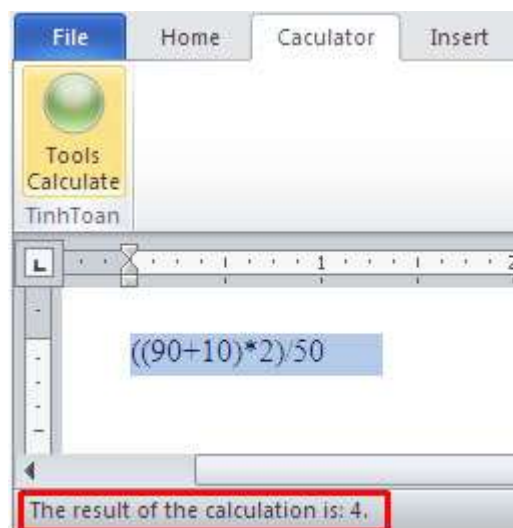 File Home Caculator Insert
Tools
Calculate
TinhToan
L 1 2
((90+10)*2)/50
The result of the calculation is: 4.